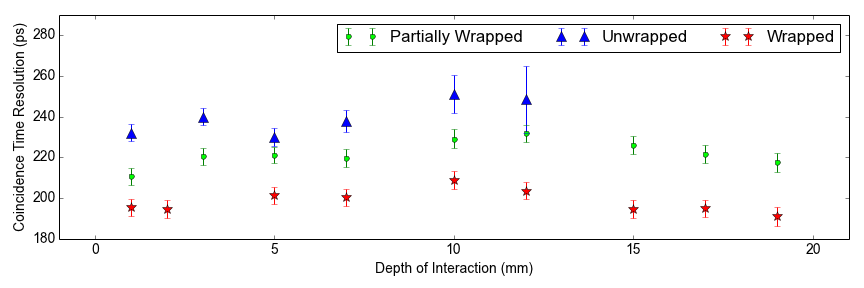 Partially Wrapped Unwrapped Wrapped
Coincidence Time Resolution (ps)
280
260
240
220
200
180
0 5 10 15 20
Depth of Interaction (mm)